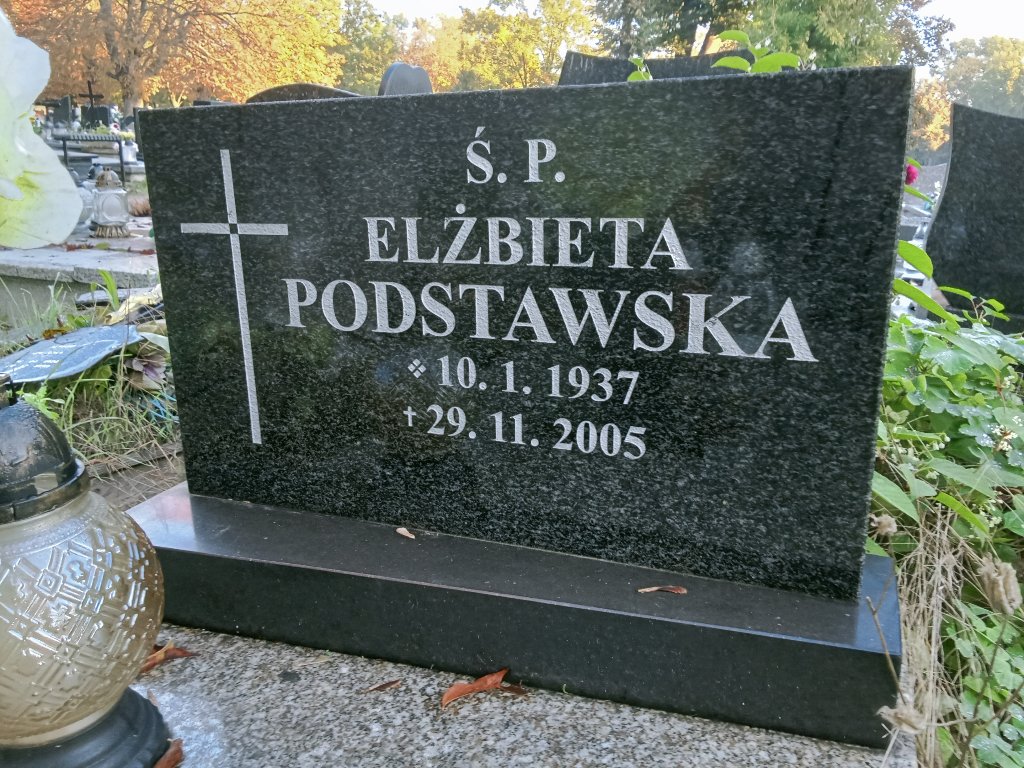 Ś. P.
ELŻBIETA
PODSTAWSKA
❖ 10. 1. 1937
✝ 29. 11. 2005